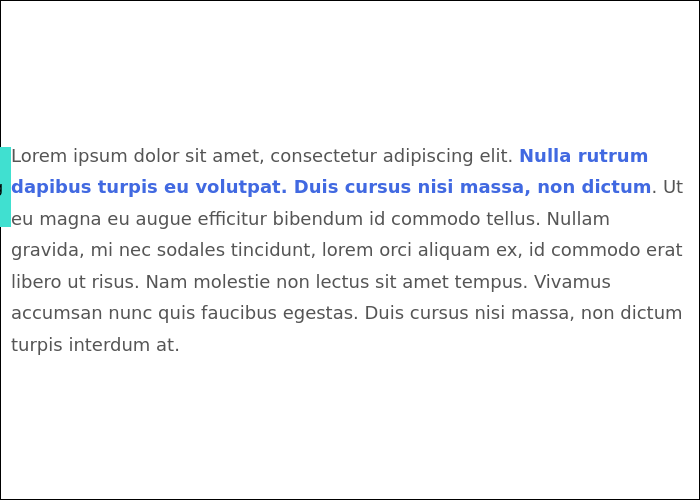 Lorem ipsum dolor sit amet, consectetur adipiscing elit. Nulla rutrum
dapibus turpis eu volutpat. Duis cursus nisi massa, non dictum. Ut
eu magna eu augue efficitur bibendum id commodo tellus. Nullam
gravida, mi nec sodales tincidunt, lorem orci aliquam ex, id commodo erat
libero ut risus. Nam molestie non lectus sit amet tempus. Vivamus
accumsan nunc quis faucibus egestas. Duis cursus nisi massa, non dictum
turpis interdum at.